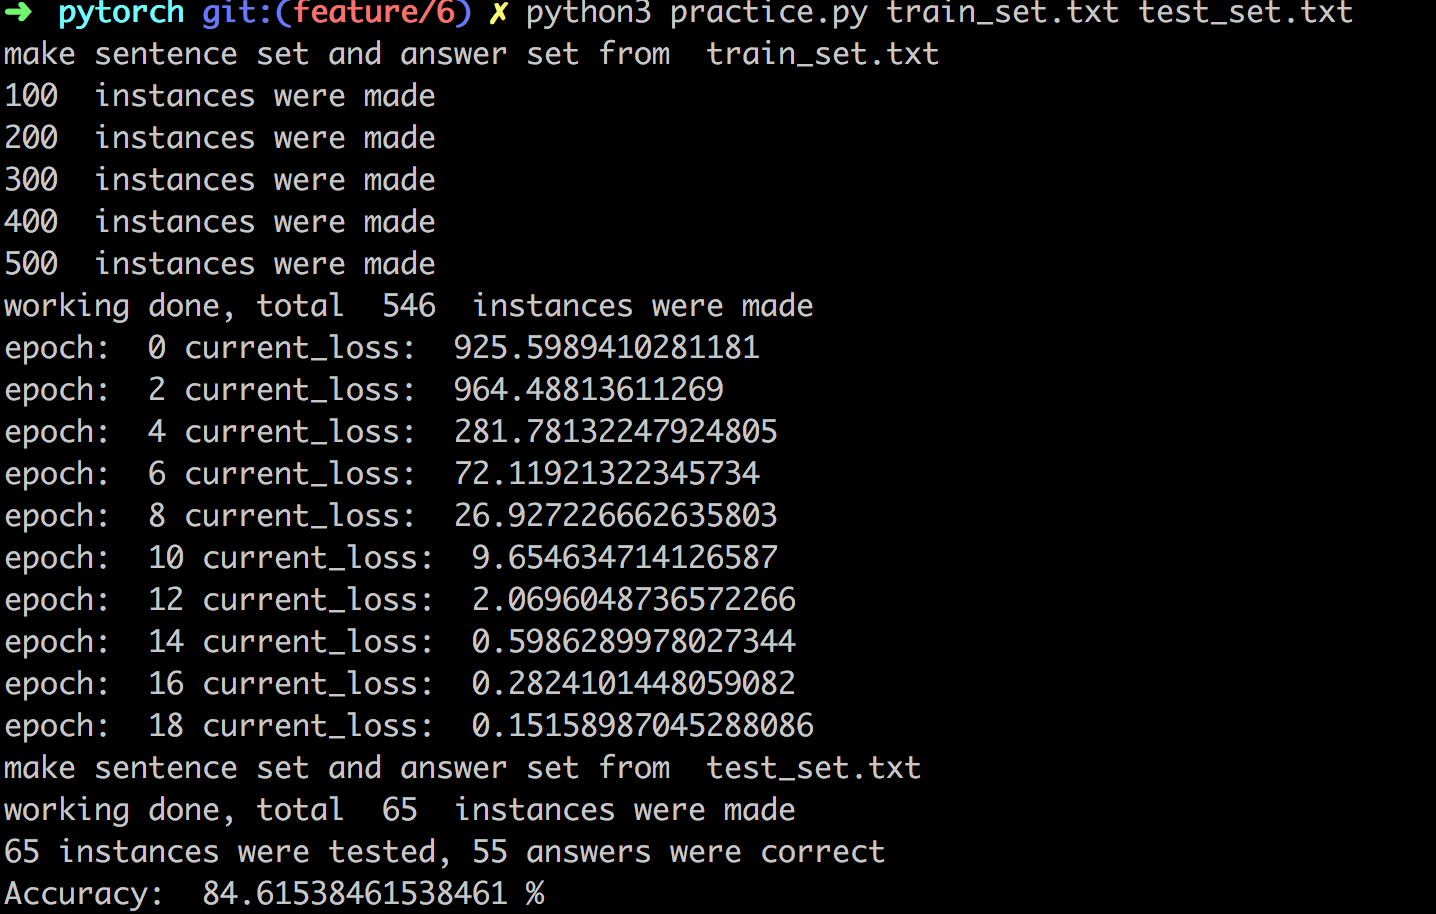 ➜ pytorch git:(feature/6) ✗ python3 practice.py train_set.txt test_set.txt
make sentence set and answer set from  train_set.txt
100  instances were made
200  instances were made
300  instances were made
400  instances were made
500  instances were made
working done, total  546  instances were made
epoch:  0 current_loss:  925.5989410281181
epoch:  2 current_loss:  964.48813611269
epoch:  4 current_loss:  281.78132247924805
epoch:  6 current_loss:  72.11921322345734
epoch:  8 current_loss:  26.927226662635803
epoch:  10 current_loss:  9.654634714126587
epoch:  12 current_loss:  2.0696048736572266
epoch:  14 current_loss:  0.5986289978027344
epoch:  16 current_loss:  0.2824101448059082
epoch:  18 current_loss:  0.15158987045288086
make sentence set and answer set from  test_set.txt
working done, total  65  instances were made
65 instances were tested, 55 answers were correct
Accuracy:  84.61538461538461 %